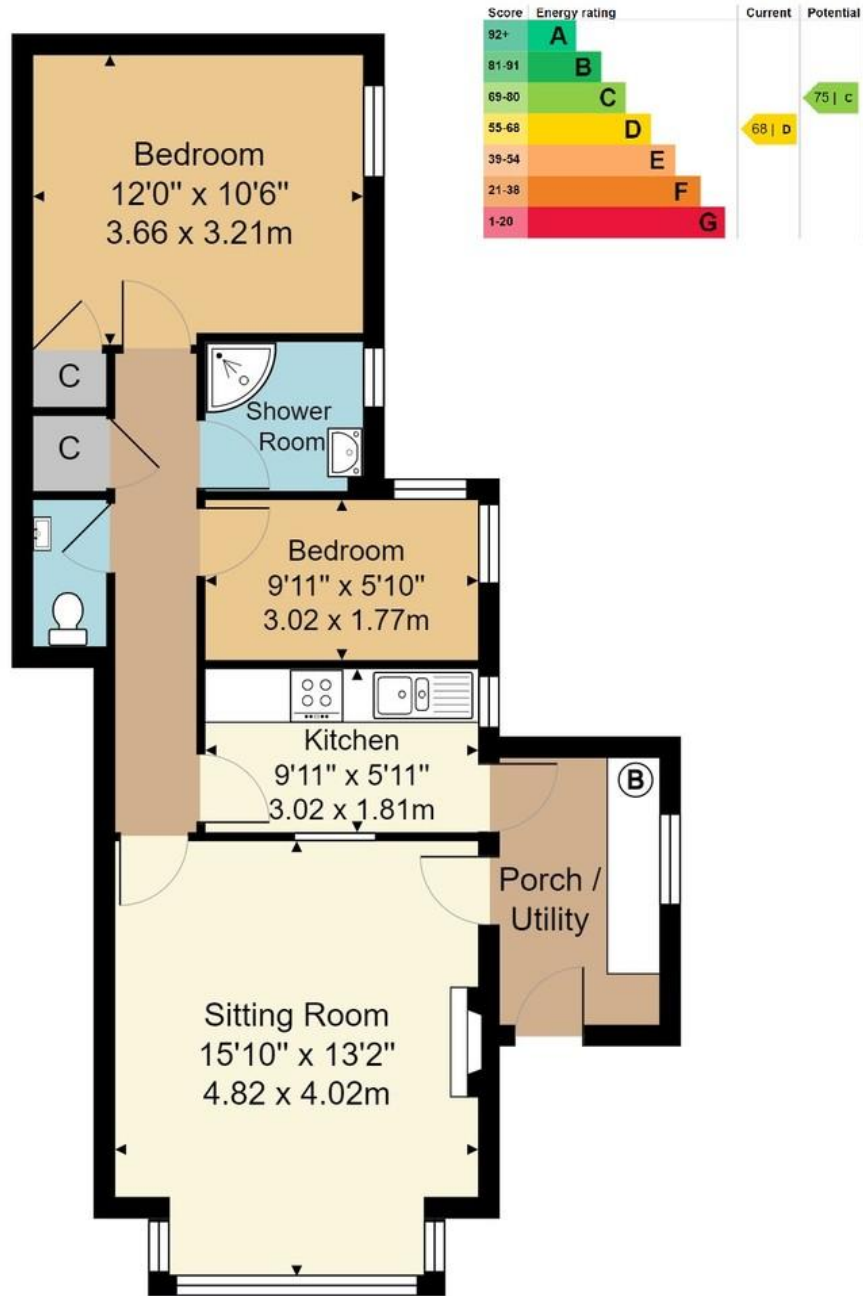 Score Energy rating Current Potential
92+ A
81-91 B
69-80 C 75 | C
55-68 D 68 | D
39-54 E
21-38 F
1-20 G
Bedroom
12'0" x 10'6"
3.66 x 3.21m
C
Shower
Room
C
Bedroom
9'11" x 5'10"
3.02 x 1.77m
Kitchen
9'11" x 5'11"
3.02 x 1.81m
B
Porch /
Utility
Sitting Room
15'10" x 13'2"
4.82 x 4.02m